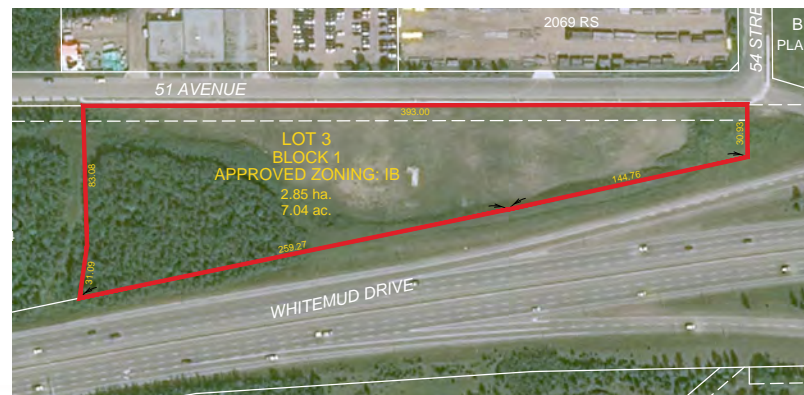 2069 RS
54 STRE
B
PLA
51 AVENUE
393.00
30.93
83.08
LOT 3
BLOCK 1
APPROVED ZONING: IB
2.85 ha.
7.04 ac.
144.76
259.27
31.09
WHITEMUD DRIVE